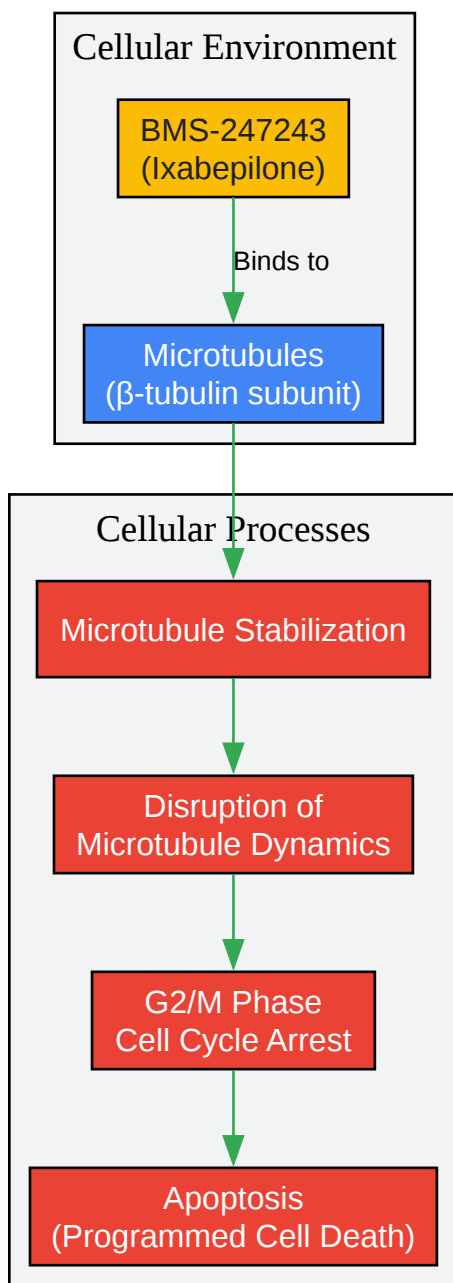 Cellular Environment
BMS-247243
(Ixabepilone)
Binds to
Microtubules
(β-tubulin subunit)
Cellular Processes
Microtubule Stabilization
Disruption of
Microtubule Dynamics
G2/M Phase
Cell Cycle Arrest
Apoptosis
(Programmed Cell Death)